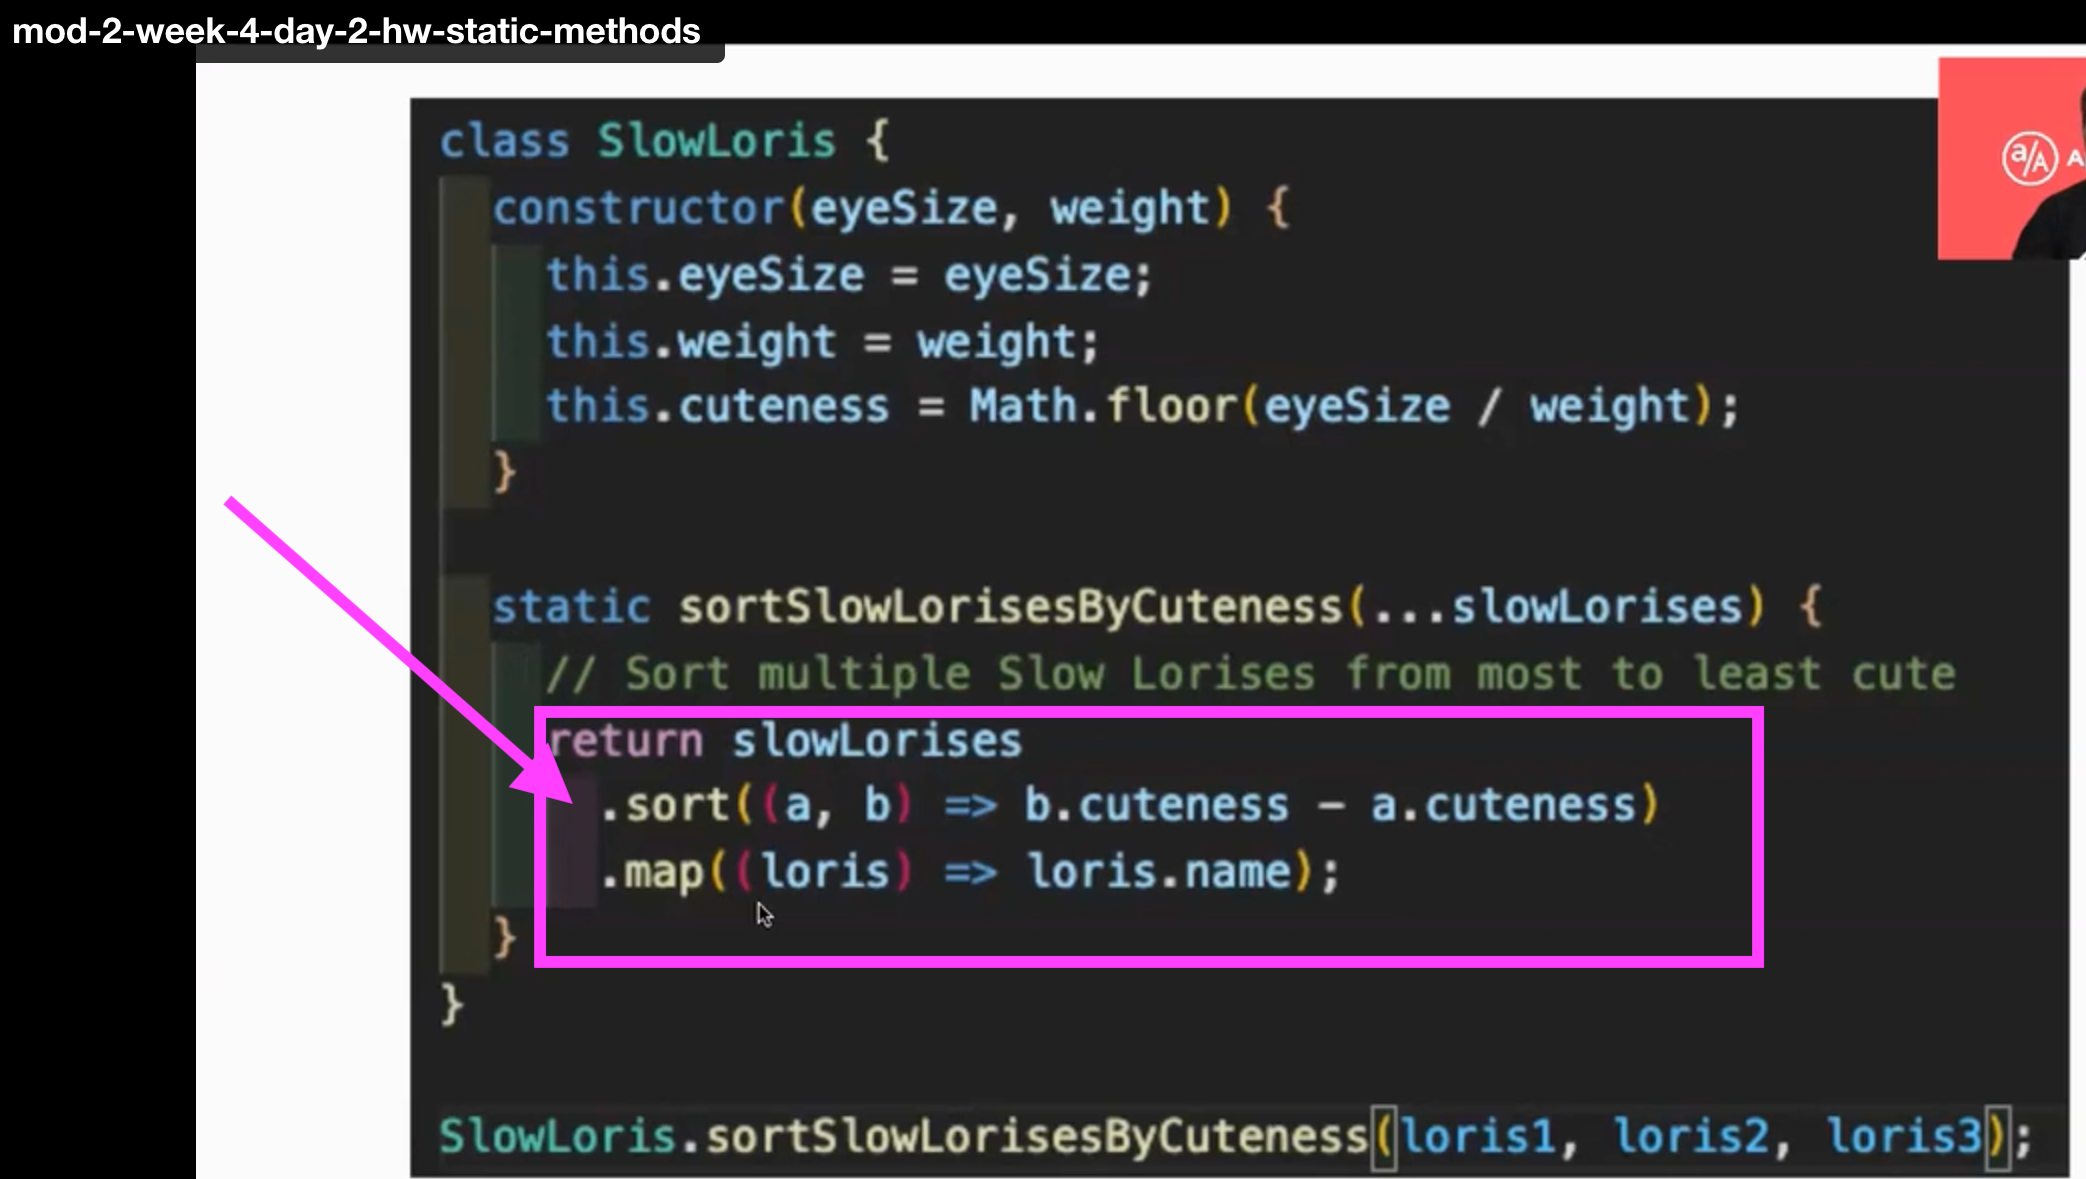 mod-2-week-4-day-2-hw-static-methods
class SlowLoris {
constructor(eyeSize, weight) {
this.eyeSize = eyeSize;
this.weight = weight;
this.cuteness = Math.floor(eyeSize / weight);
}
static sortSlowLorisesByCuteness(...slowLorises) {
// Sort multiple Slow Lorises from most to least cute
return slowLorises
.sort((a, b) => b.cuteness - a.cuteness)
.map((loris) => loris.name);
}
}
SlowLoris.sortSlowLorisesByCuteness(loris1, loris2, loris3);
a/A A